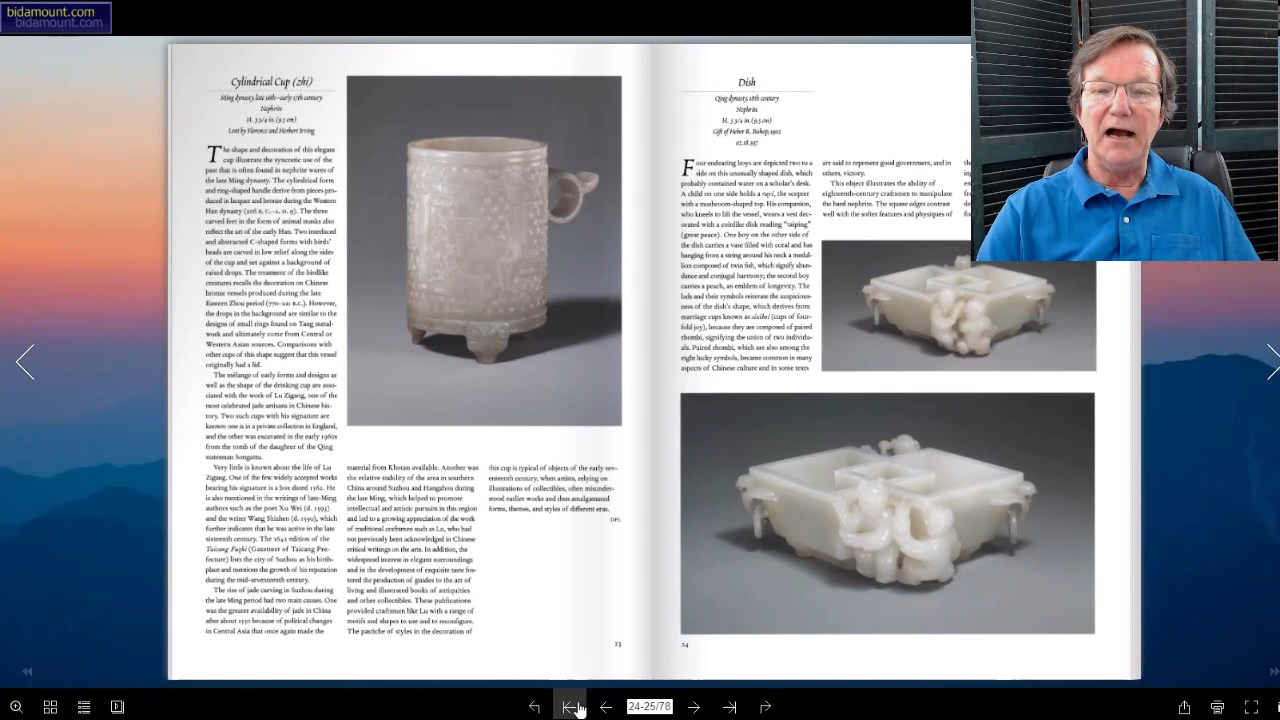 bidamount.com
bidamount.com
Cylindrical Cup (zhi)
Ming dynasty, late 16th–early 17th century
Nephrite
H. 3 3/4 in. (9.5 cm)
Lent by Florence and Herbert Irving
The shape and decoration of this elegant
cup illustrate the syncretic use of the
past that is often found in nephrite wares of
the late Ming dynasty. The cylindrical form
and ring-shaped handle derive from pieces pro-
duced in lacquer and bronze during the Western
Han dynasty (206 B.C.–A.D. 9). The three
carved feet in the form of animal masks also
reflect the art of the early Han. Two interlaced
and abstracted C-shaped forms with birds'
heads are carved in low relief along the sides
of the cup and set against a background of
raised drops. The treatment of the birdlike
creatures recalls the decoration on Chinese
bronze vessels produced during the late
Eastern Zhou period (770–221 B.C.). However,
the drops in the background are similar to the
designs of small rings found on Tang metal-
work and ultimately come from Central or
Western Asian sources. Comparisons with
other cups of this shape suggest that this vessel
originally had a lid.
The mélange of early forms and designs as
well as the shape of the drinking cup are asso-
ciated with the work of Lu Zigang, one of the
most celebrated jade artisans in Chinese his-
tory. Two such cups with his signature are
known: one is in a private collection in England,
and the other was excavated in the early 1960s
from the tomb of the daughter of the Qing
statesman Songattu.
Very little is known about the life of Lu
Zigang. One of the few widely accepted works
bearing his signature is a box dated 1562. He
is also mentioned in the writings of late-Ming
authors such as the poet Xu Wei (d. 1593)
and the writer Wang Shizhen (d. 1590), which
further indicates that he was active in the late
sixteenth century. The 1642 edition of the
Taicang Fuzhi (Gazetteer of Taicang Pre-
fecture) lists the city of Suzhou as his birth-
place and mentions the growth of his reputation
during the mid-seventeenth century.
The rise of jade carving in Suzhou during
the late Ming period had two main causes. One
was the greater availability of jade in China
after about 1550 because of political changes
in Central Asia that once again made the
material from Khotan available. Another was
the relative stability of the area in southern
China around Suzhou and Hangzhou during
the late Ming, which helped to promote
intellectual and artistic pursuits in this region
and led to a growing appreciation of the work
of traditional craftsmen such as Lu, who had
not previously been acknowledged in Chinese
critical writings on the arts. In addition, the
widespread interest in elegant surroundings
and in the development of exquisite taste fos-
tered the production of guides to the art of
living and illustrated books of antiquities
and other collectibles. These publications
provided craftsmen like Lu with a range of
motifs and shapes to use and to reconfigure.
The pastiche of styles in the decoration of
this cup is typical of objects of the early sev-
enteenth century, when artists, relying on
illustrations of collectibles, often misunder-
stood earlier works and thus amalgamated
forms, themes, and styles of different eras.
DPL
23
Dish
Qing dynasty, 18th century
Nephrite
H. 3 3/4 in. (9.5 cm)
Gift of Heber R. Bishop, 1902
02.18.397
Four endearing boys are depicted two to a
side on this unusually shaped dish, which
probably contained water on a scholar's desk.
A child on one side holds a ruyi, the scepter
with a mushroom-shaped top. His companion,
who kneels to lift the vessel, wears a vest dec-
orated with a coinlike disk reading "taiping"
(great peace). One boy on the other side of
the dish carries a vase filled with coral and has
hanging from a string around his neck a medal-
lion composed of twin fish, which signify abun-
dance and conjugal harmony; the second boy
carries a peach, an emblem of longevity. The
lads and their symbols reiterate the auspicious-
ness of the dish's shape, which derives from
marriage cups known as sixibei (cups of four-
fold joy), because they are composed of paired
rhombi, signifying the union of two individu-
als. Paired rhombi, which are also among the
eight lucky symbols, became common in many
aspects of Chinese culture and in some texts
are said to represent good government, and in
others, victory.
This object illustrates the ability of
eighteenth-century craftsmen to manipulate
the hard nephrite. The square edges contrast
well with the softer features and physiques of
24
24-25/78